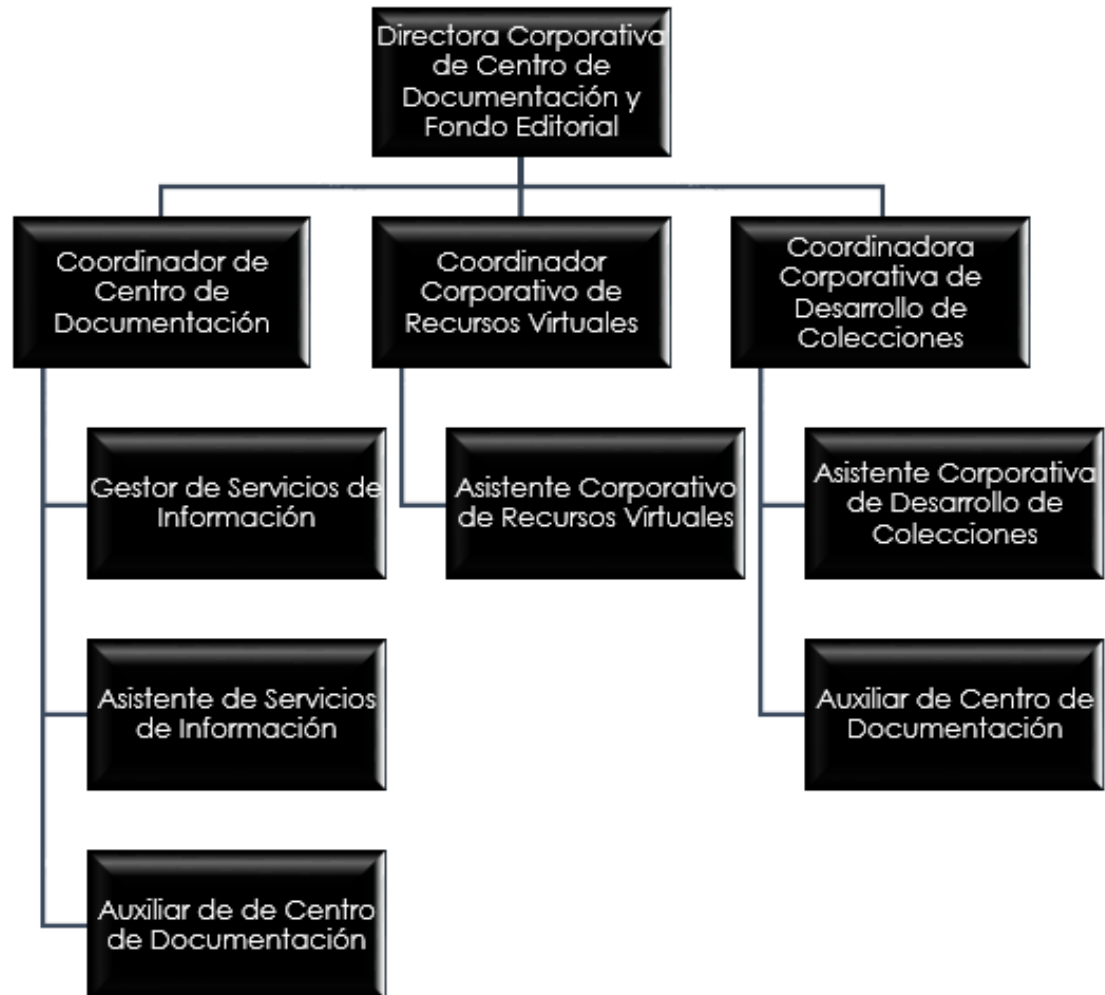 Directora Corporativa
de Centro de
Documentación y
Fondo Editorial
Coordinador de
Centro de
Documentación
Coordinador
Corporativo de
Recursos Virtuales
Coordinadora
Corporativa de
Desarrollo de
Colecciones
Gestor de Servicios de
Información
Asistente Corporativo
de Recursos Virtuales
Asistente Corporativa
de Desarrollo de
Colecciones
Asistente de Servicios
de Información
Auxiliar de Centro de
Documentación
Auxiliar de de Centro
de Documentación